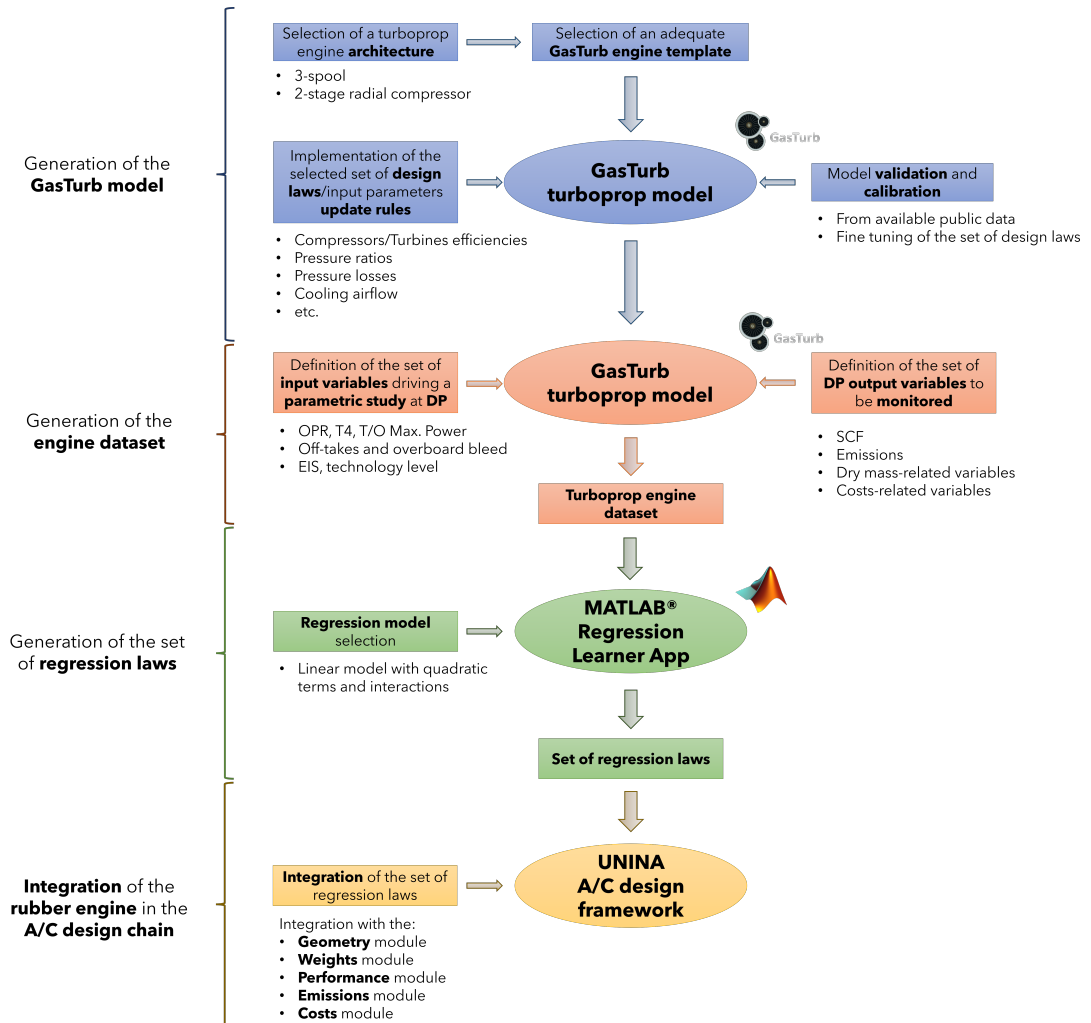 Generation of the
GasTurb model
Selection of a turboprop
engine architecture
• 3-spool
• 2-stage radial compressor
Selection of an adequate
GasTurb engine template
GasTurb
Implementation of the
selected set of design
laws/input parameters
update rules
• Compressors/Turbines efficiencies
• Pressure ratios
• Pressure losses
• Cooling airflow
• etc.
GasTurb
turboprop model
Model validation and
calibration
• From available public data
• Fine tuning of the set of design laws
Generation of the
engine dataset
GasTurb
Definition of the set of
input variables driving a
parametric study at DP
• OPR, T4, T/O Max. Power
• Off-takes and overboard bleed
• EIS, technology level
GasTurb
turboprop model
Definition of the set of
DP output variables to
be monitored
• SCF
• Emissions
• Dry mass-related variables
• Costs-related variables
Turboprop engine
dataset
Generation of the set
of regression laws
Regression model
selection
• Linear model with quadratic
terms and interactions
MATLAB®
Regression
Learner App
Set of regression laws
Integration of the
rubber engine in the
A/C design chain
Integration of the set of
regression laws
Integration with the:
• Geometry module
• Weights module
• Performance module
• Emissions module
• Costs module
UNINA
A/C design
framework